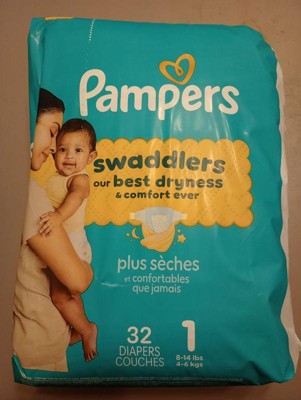 Pampers
swaddlers
our best dryness
& comfort ever
plus sèches
et confortables
que jamais
32
DIAPERS
COUCHES
1
8-14 lbs
4-6 kgs